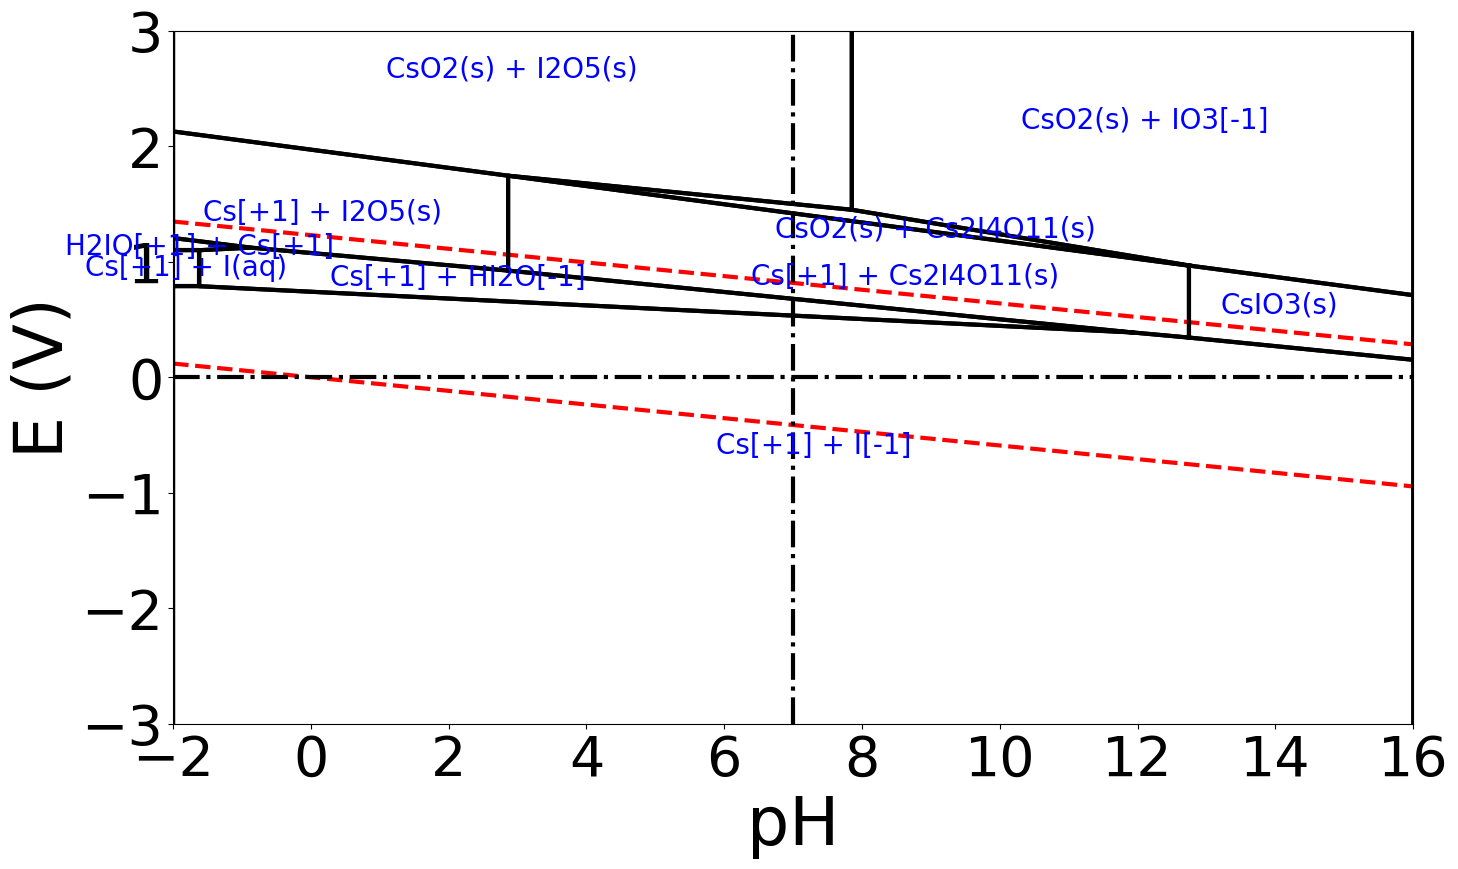 3
CsO2(s) + I2O5(s)
CsO2(s) + IO3[-1]
2
Cs[+1] + I2O5(s)
CsO2(s) + Cs2I4O11(s)
H2IO[+1] + Cs[+1]
1
Cs[+1] + I(aq)
Cs[+1] + HI2O[-1]
Cs[+1] + Cs2I4O11(s)
CsIO3(s)
E (V)
0
Cs[+1] + I[-1]
−1
−2
−3
−2 0 2 4 6 8 10 12 14 16
pH